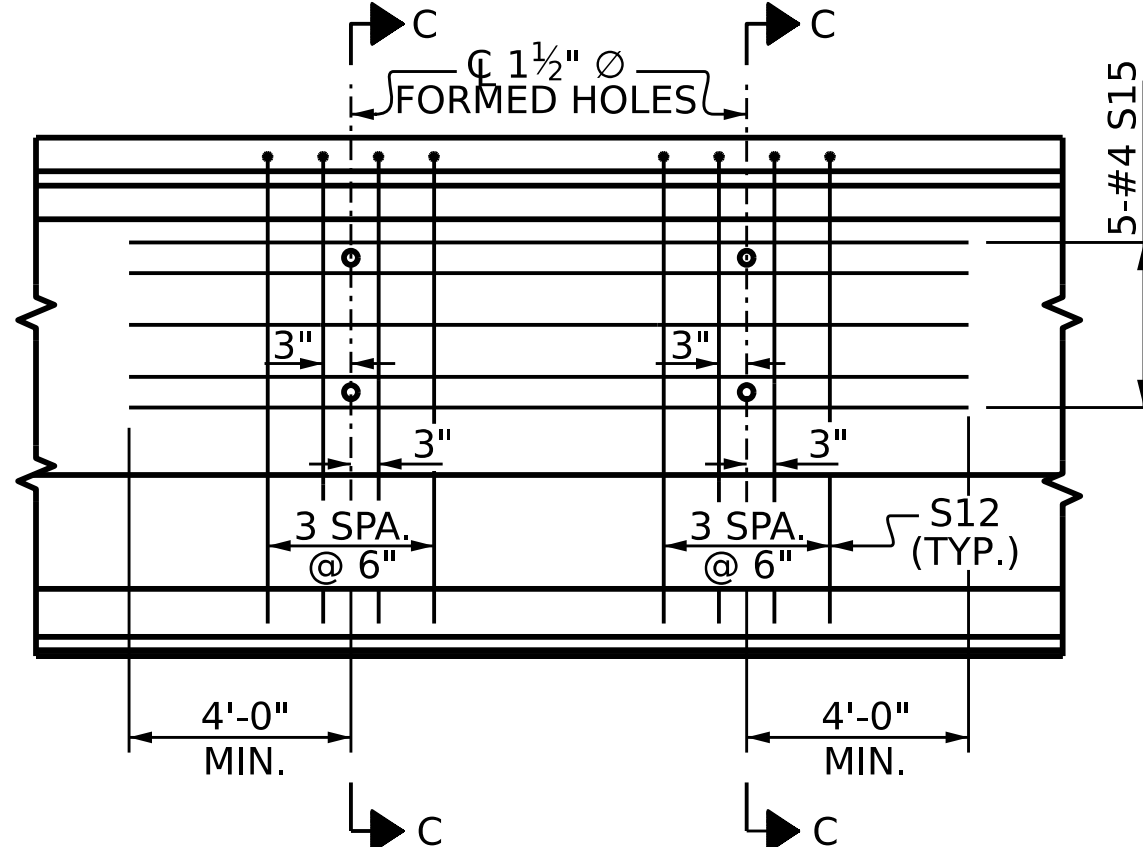 C
C
℄ 1½" ∅
FORMED HOLES
5-#4 S15
3"
3"
3"
3"
3 SPA.
@ 6"
3 SPA.
@ 6"
S12
(TYP.)
4'-0"
MIN.
4'-0"
MIN.
C
C